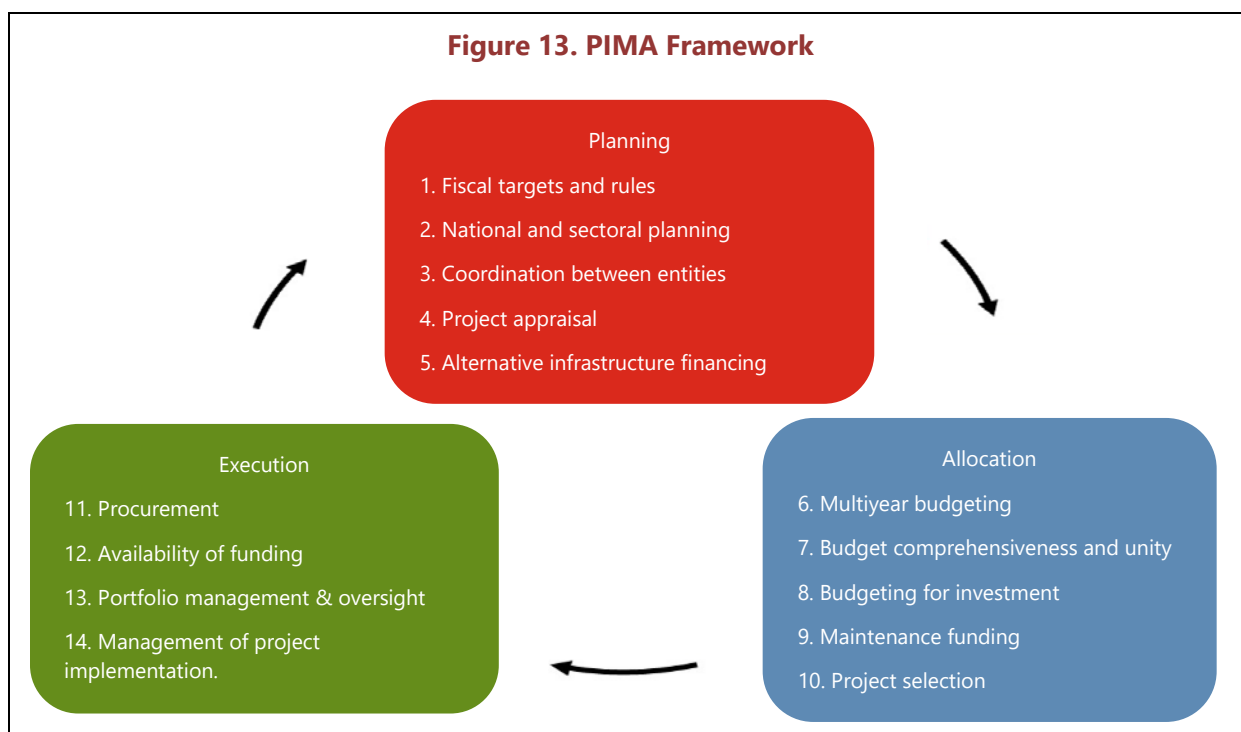 Figure 13. PIMA Framework
Planning
1. Fiscal targets and rules
2. National and sectoral planning
3. Coordination between entities
4. Project appraisal
5. Alternative infrastructure financing
Execution
11. Procurement
12. Availability of funding
13. Portfolio management & oversight
14. Management of project
implementation.
Allocation
6. Multiyear budgeting
7. Budget comprehensiveness and unity
8. Budgeting for investment
9. Maintenance funding
10. Project selection